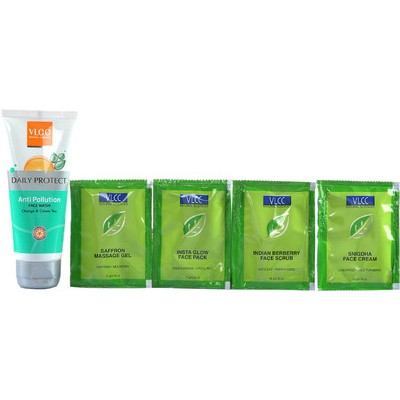 VLCC
DAILY PROTECT
Anti Pollution
FACE WASH
Orange & Green Tea
VLCC
SAFFRON
MASSAGE GEL
VLCC
INSTA GLOW
FACE PACK
VLCC
INDIAN BERBERRY
FACE SCRUB
VLCC
SNIGDHA
FACE CREAM